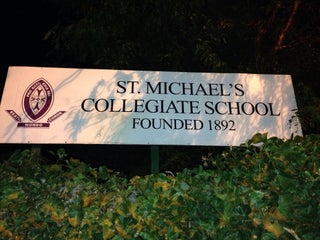 ST. MICHAEL'S
COLLEGIATE SCHOOL
FOUNDED 1892